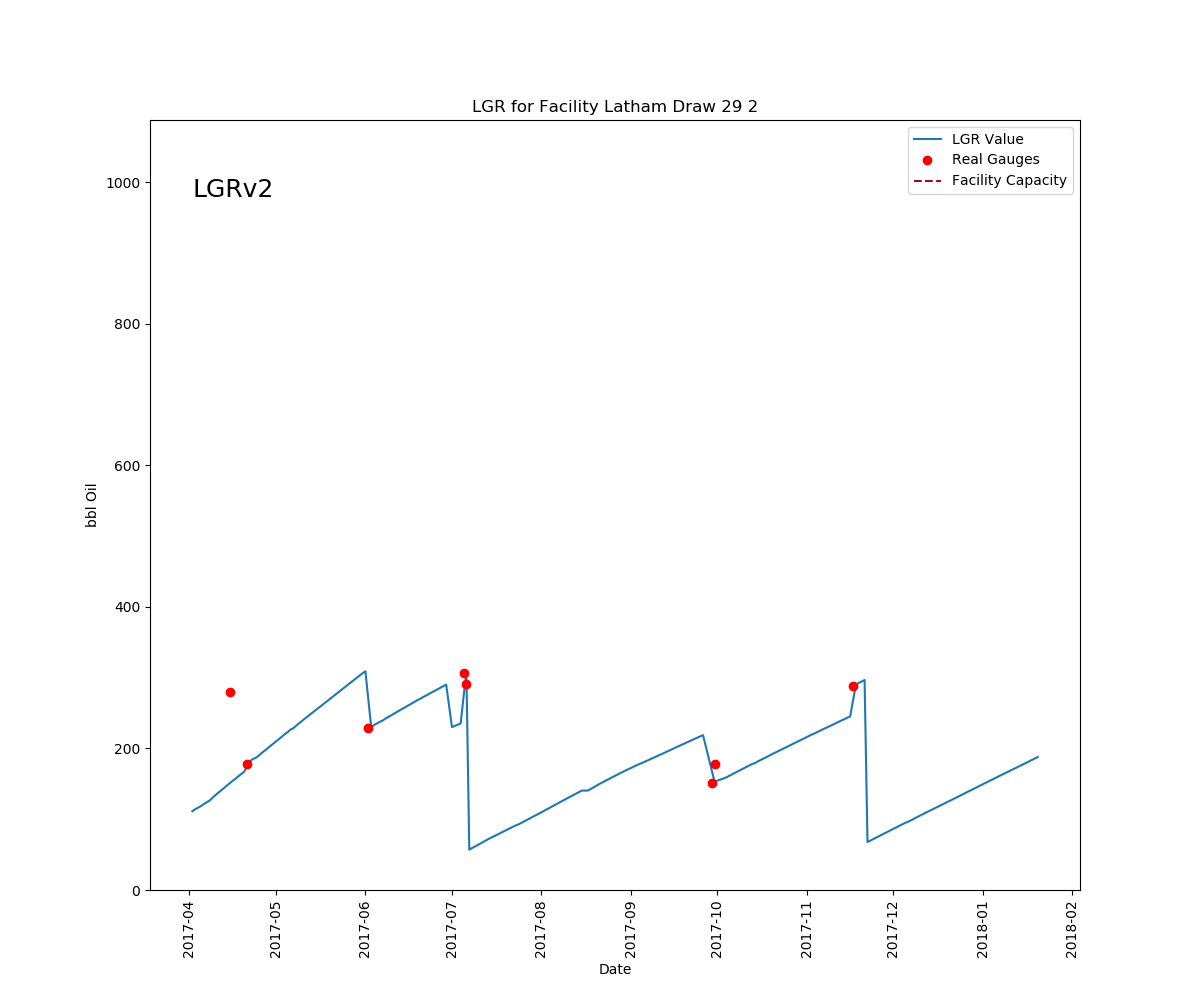 LGR for Facility Latham Draw 29 2
LGR Value
Real Gauges
Facility Capacity
LGRv2
1000
800
600
400
200
0
bbl Oil
2017-04
2017-05
2017-06
2017-07
2017-08
2017-09
2017-10
2017-11
2017-12
2018-01
2018-02
Date